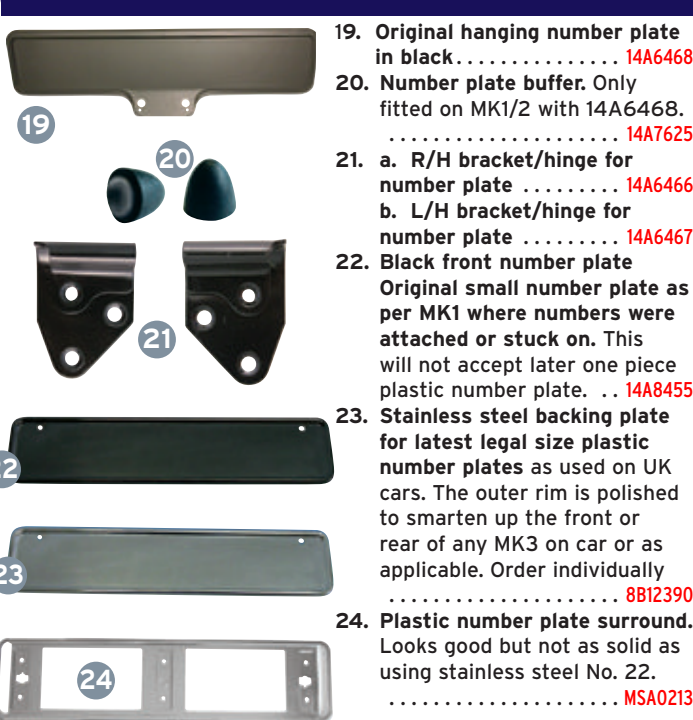 19. Original hanging number plate
in black............... 14A6468
20. Number plate buffer. Only
fitted on MK1/2 with 14A6468.
..................... 14A7625
21. a. R/H bracket/hinge for
number plate ......... 14A6466
b. L/H bracket/hinge for
number plate ......... 14A6467
22. Black front number plate
Original small number plate as
per MK1 where numbers were
attached or stuck on. This
will not accept later one piece
plastic number plate. .. 14A8455
23. Stainless steel backing plate
for latest legal size plastic
number plates as used on UK
cars. The outer rim is polished
to smarten up the front or
rear of any MK3 on car or as
applicable. Order individually
..................... 8B12390
24. Plastic number plate surround.
Looks good but not as solid as
using stainless steel No. 22.
..................... MSA0213
19
20
21
22
23
24